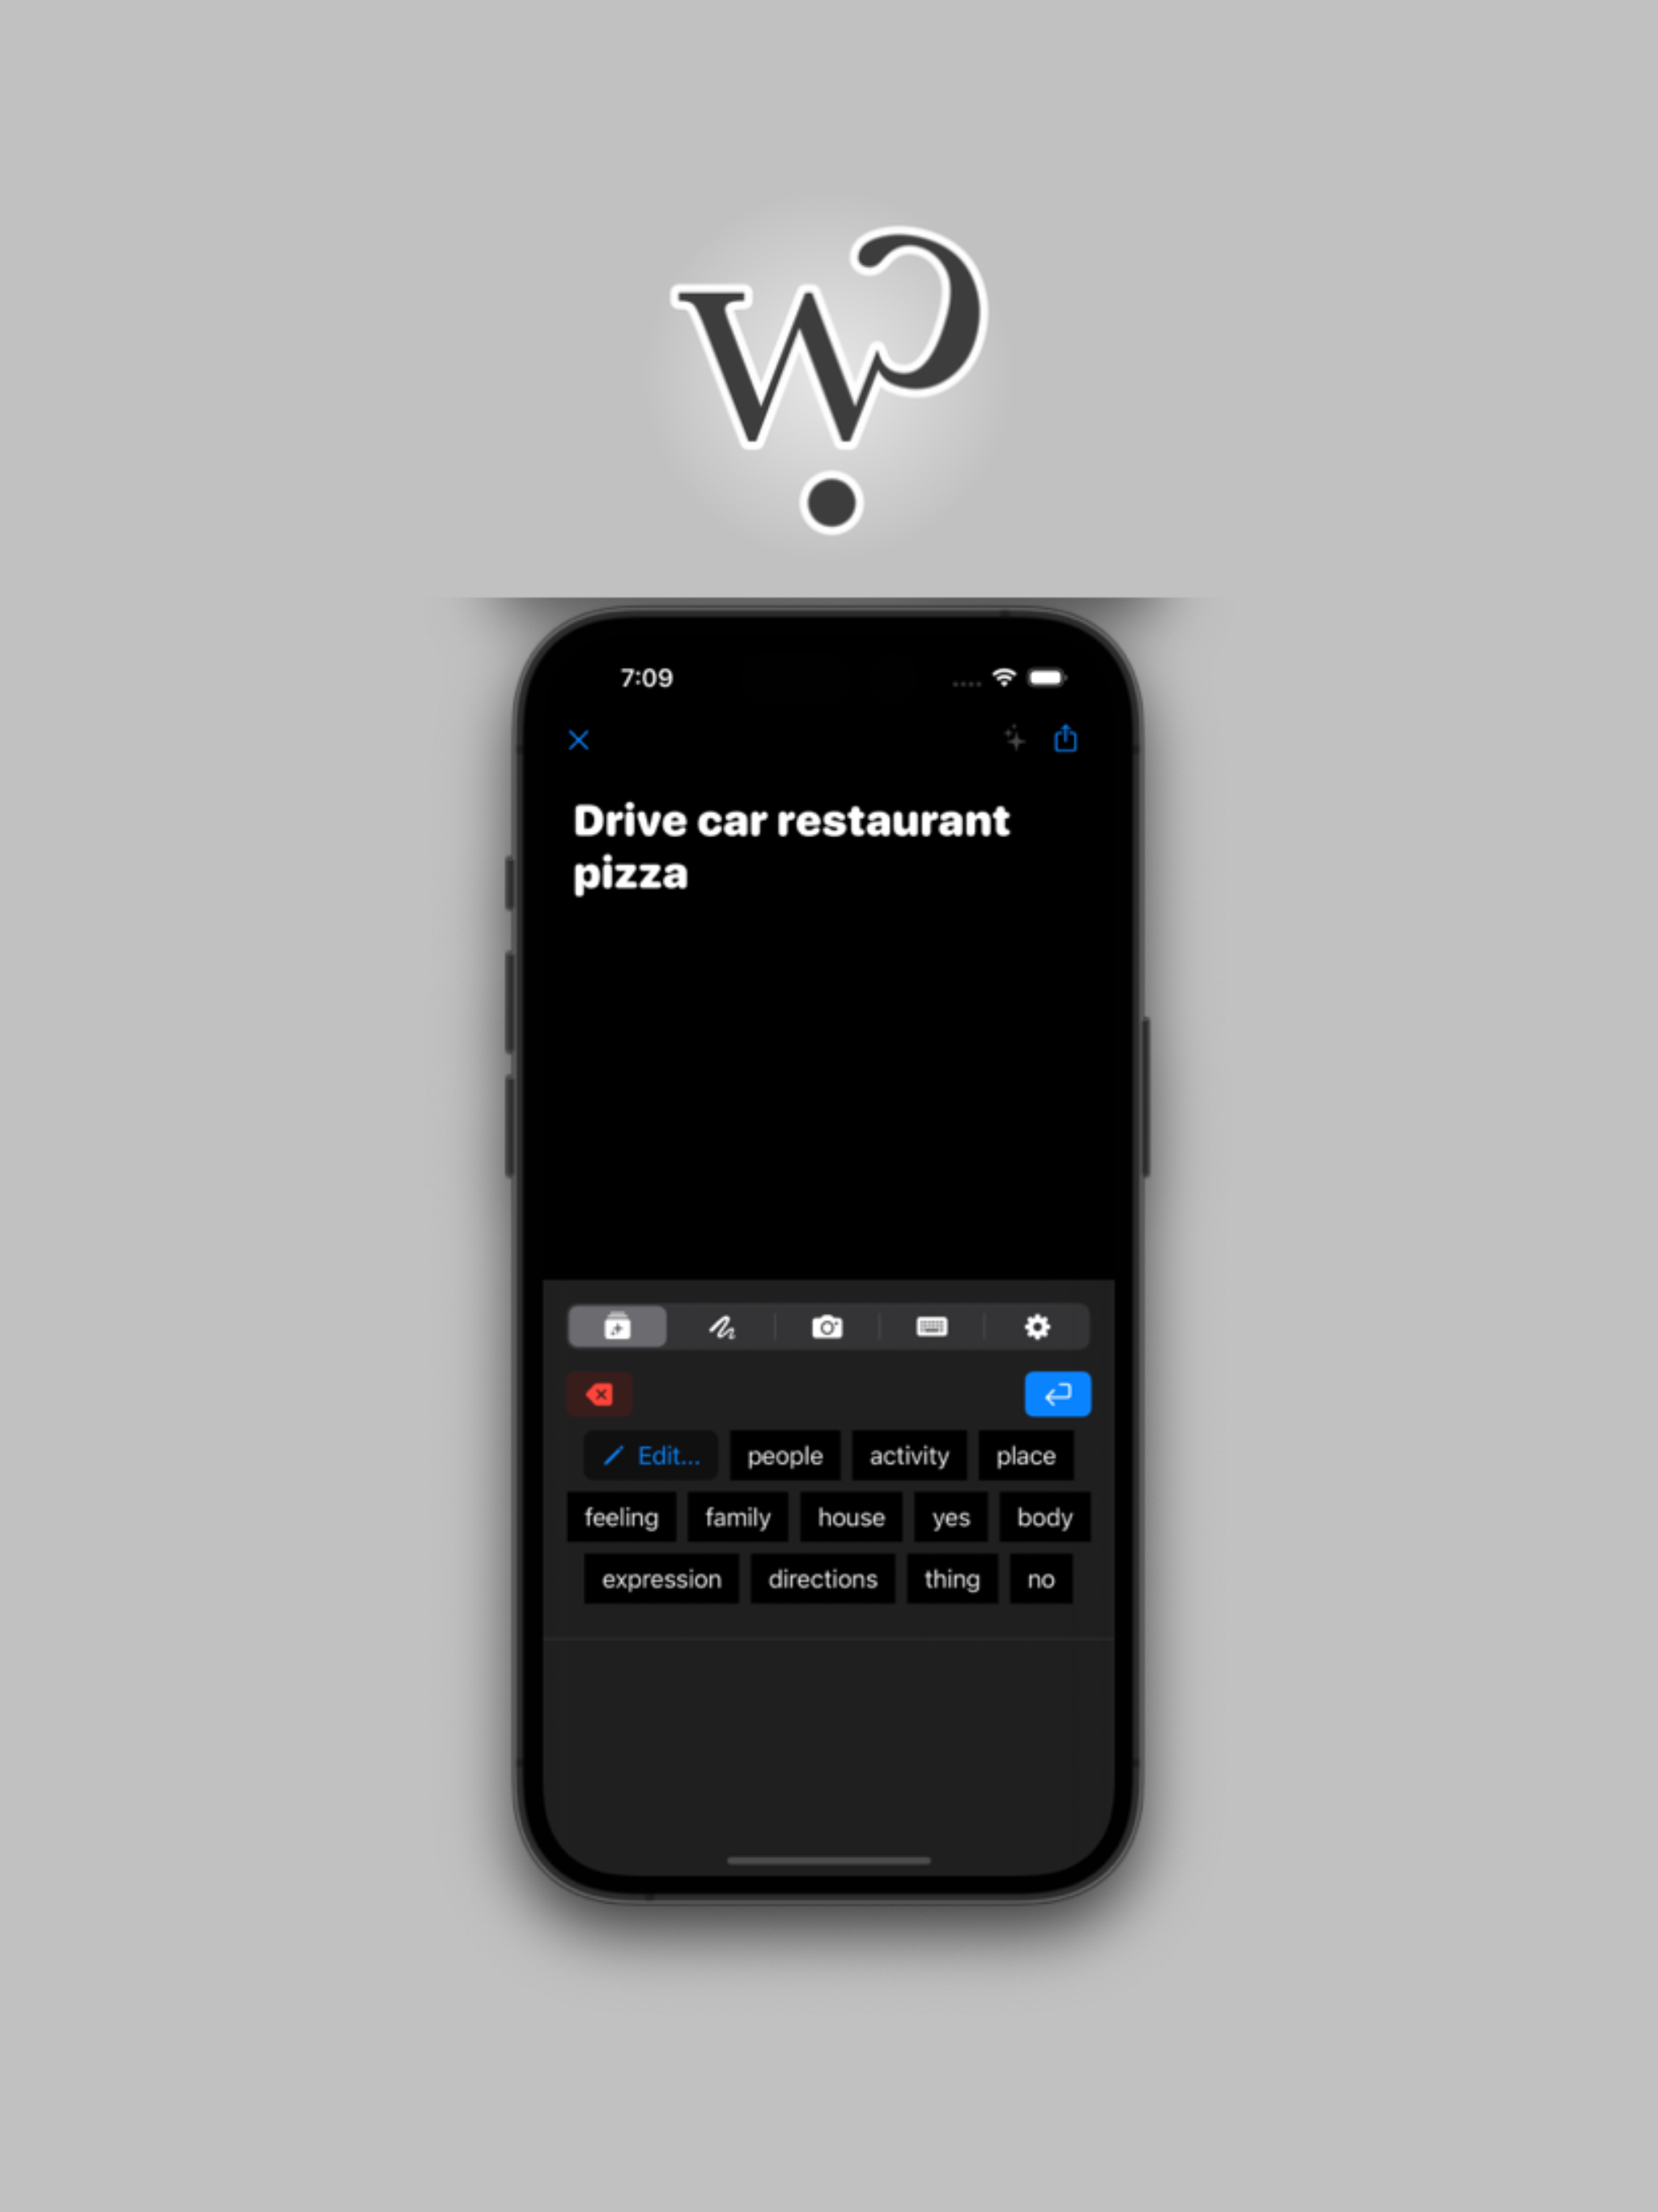 w
7:09
Drive car restaurant
pizza
Edit...
people
activity
place
feeling
family
house
yes
body
expression
directions
thing
no